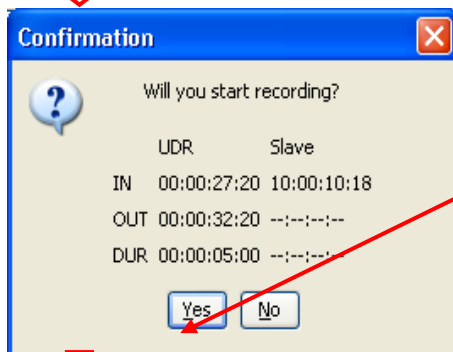 Confirmation
Will you start recording?
UDR Slave
IN 00:00:27:20 10:00:10:18
OUT 00:00:32:20 --:--:--:--
DUR 00:00:05:00 --:--:--:--
Yes No